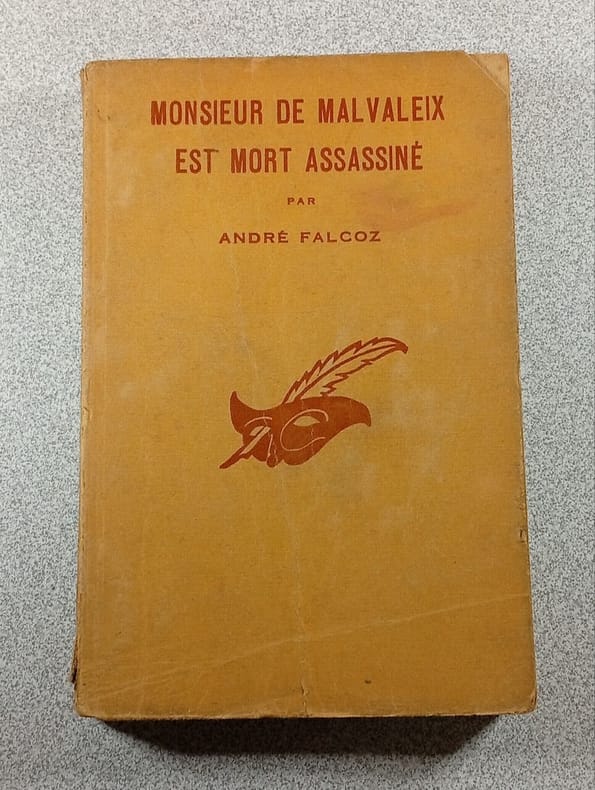 MONSIEUR DE MALVALEIX
EST MORT ASSASSINÉ
PAR
ANDRÉ FALCOZ